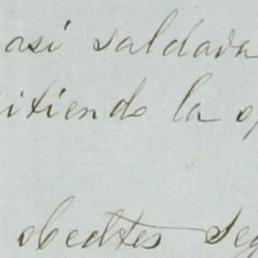 así saldada
itiendo la o
obedtes seg